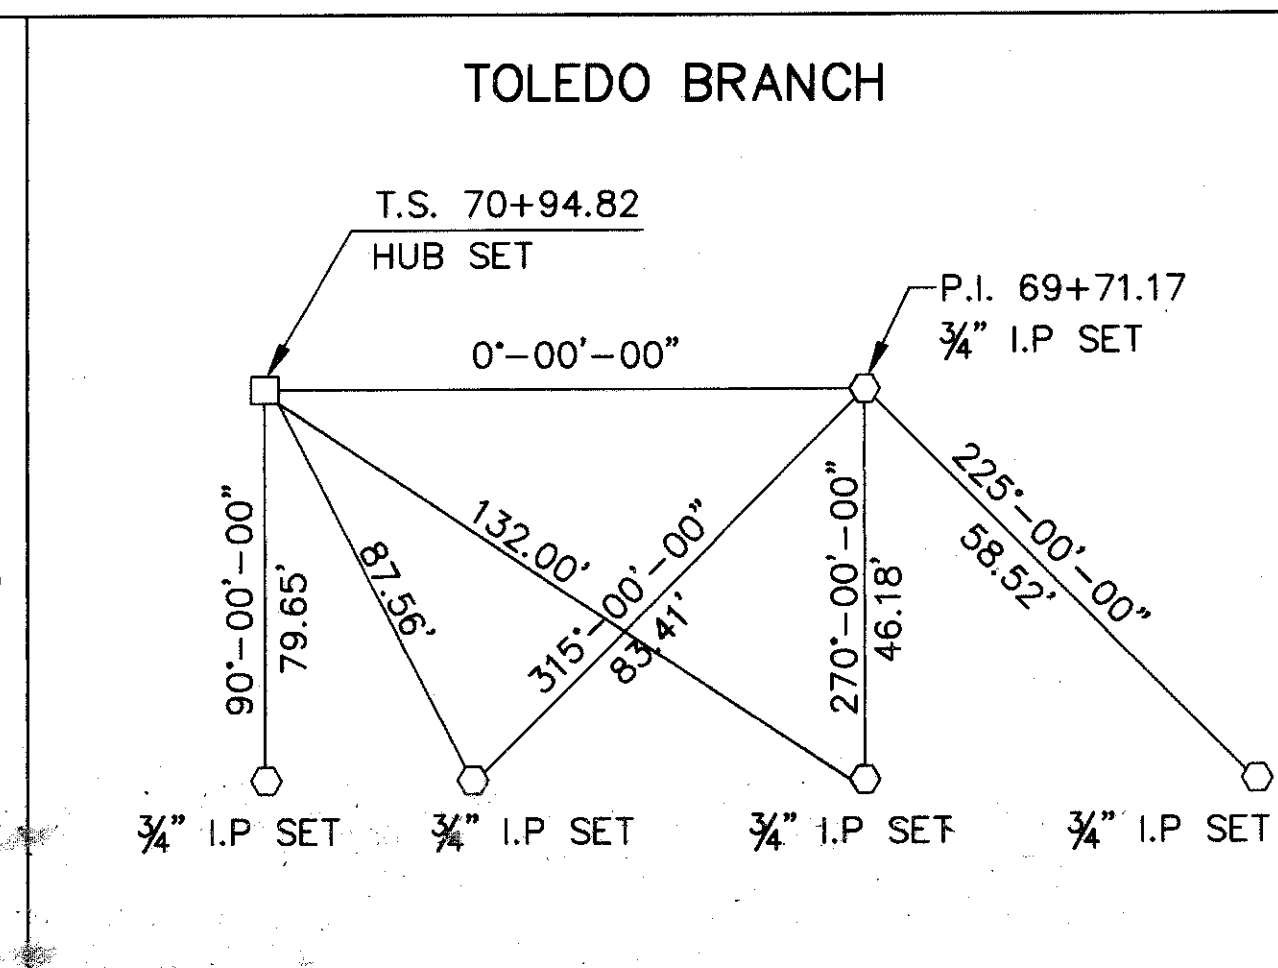 TOLEDO BRANCH
T.S. 70+94.82
HUB SET
P.I. 69+71.17
3/4" I.P SET
0°-00'-00"
90°-00'-00"
79.65'
87.56'
132.00'
315°-00'-00"
83.41'
270°-00'-00"
46.18'
225°-00'-00"
58.52'
3/4" I.P SET
3/4" I.P SET
3/4" I.P SET
3/4" I.P SET